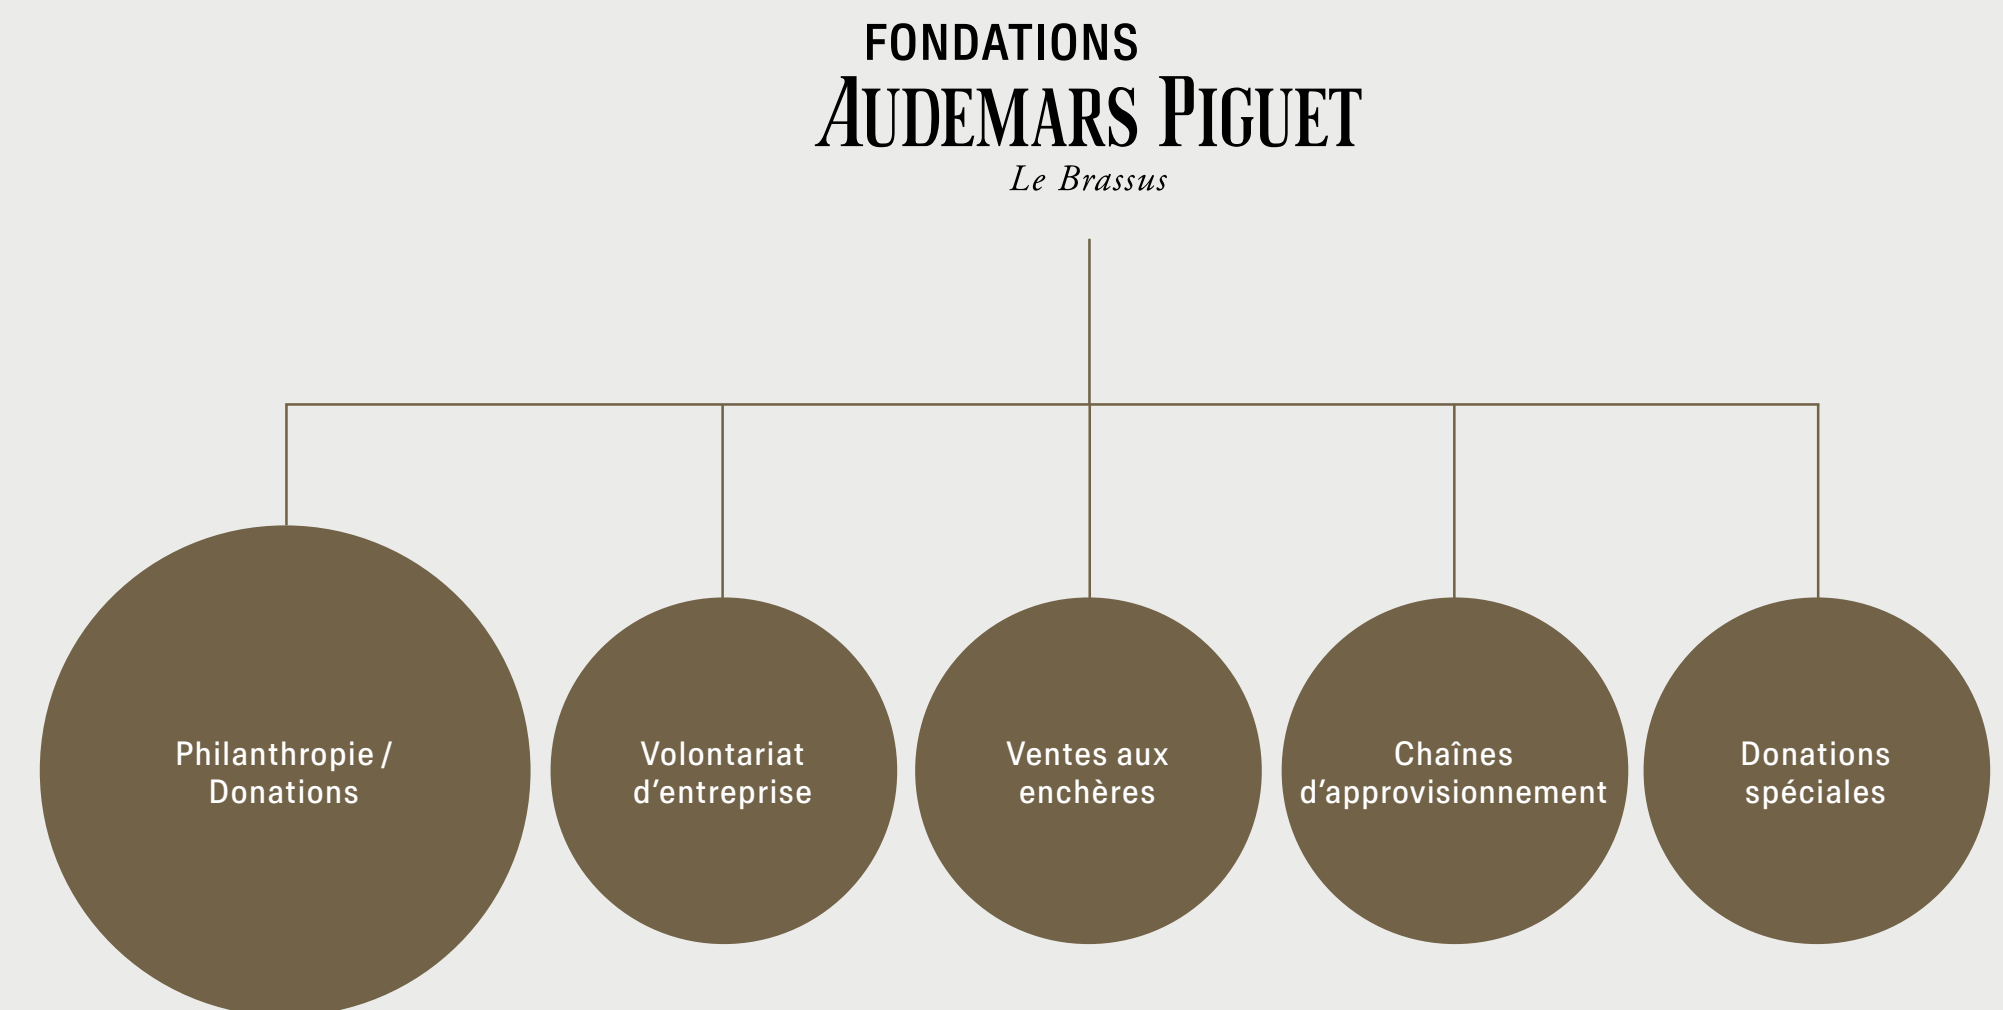 FONDATIONS
AUDEMARS PIGUET
Le Brassus
Philanthropie /
Donations
Volontariat
d’entreprise
Ventes aux
enchères
Chaînes
d’approvisionnement
Donations
spéciales